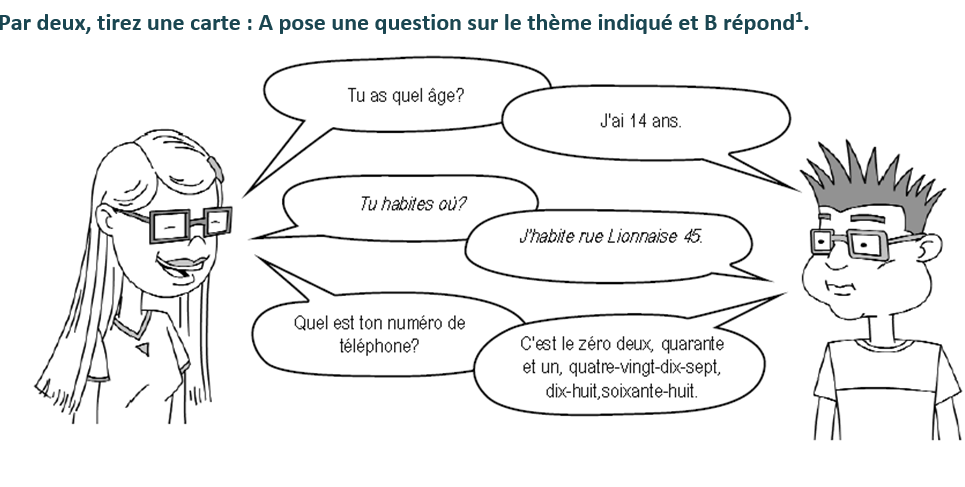 Par deux, tirez une carte : A pose une question sur le thème indiqué et B répond¹.
Tu as quel âge?
J'ai 14 ans.
Tu habites où?
J'habite rue Lionnaise 45.
Quel est ton numéro de
téléphone?
C'est le zéro deux, quarante
et un, quatre-vingt-dix-sept,
dix-huit,soixante-huit.